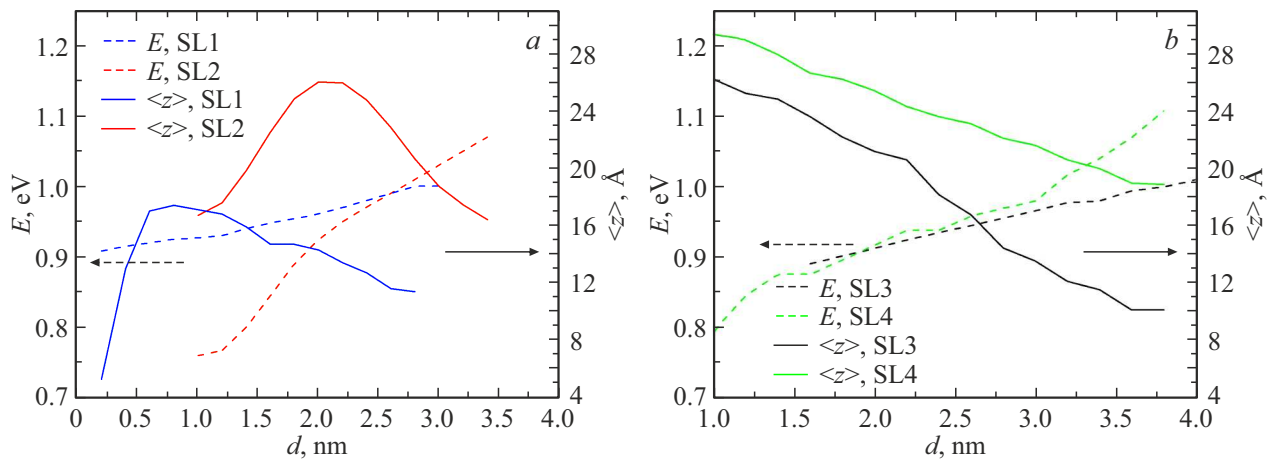 a
E, SL1
E, SL2
<z>, SL1
<z>, SL2
E, eV
1.2
1.1
1.0
0.9
0.8
0.7
0 0.5 1.0 1.5 2.0 2.5 3.0 3.5 4.0
d, nm
28
24
20
16
12
8
4
<z>, Å
b
E, SL3
E, SL4
<z>, SL3
<z>, SL4
E, eV
1.2
1.1
1.0
0.9
0.8
0.7
1.0 1.5 2.0 2.5 3.0 3.5 4.0
d, nm
28
24
20
16
12
8
4
<z>, Å